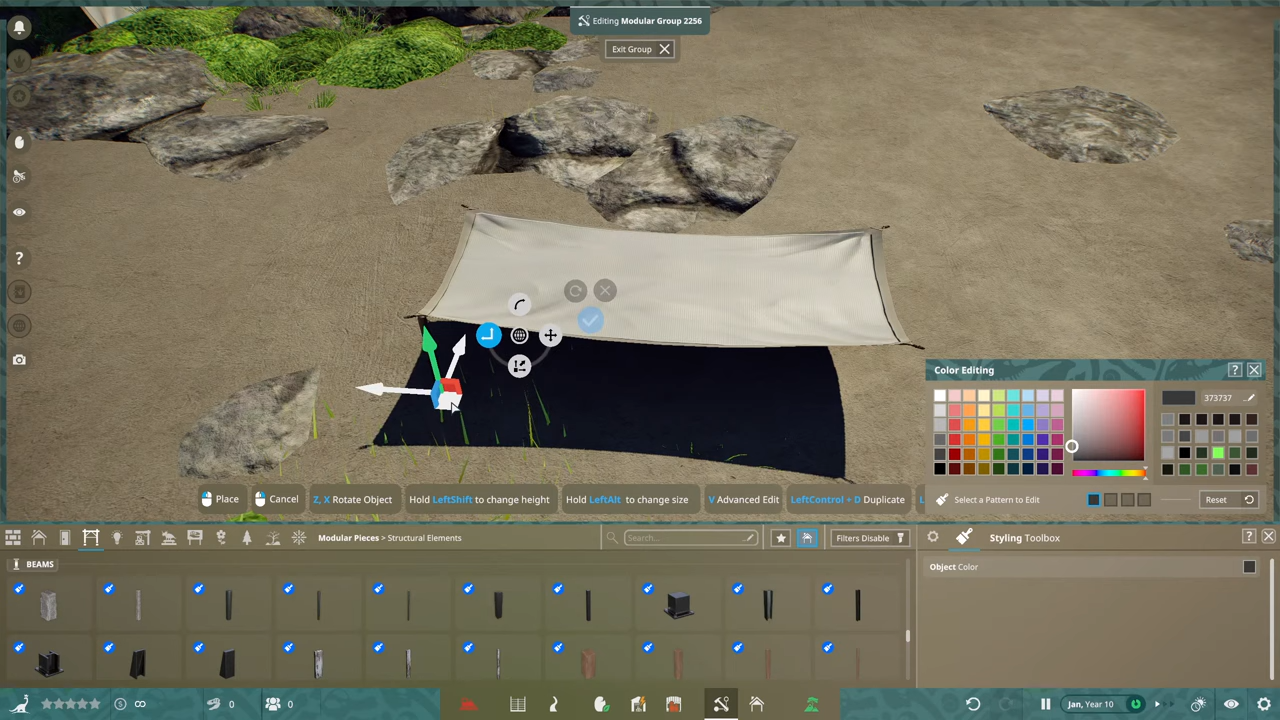 Editing Modular Group 2256
Exit Group
Color Editing
?
373737
Place
Cancel
Z, X Rotate Object
Hold LeftShift to change height
Hold LeftAlt to change size
V Advanced Edit
LeftControl + D Duplicate
L
Select a Pattern to Edit
Reset
Modular Pieces > Structural Elements
Search...
Filters Disable
Styling Toolbox
?
BEAMS
Object Color
0
0
Jan, Year 10
?